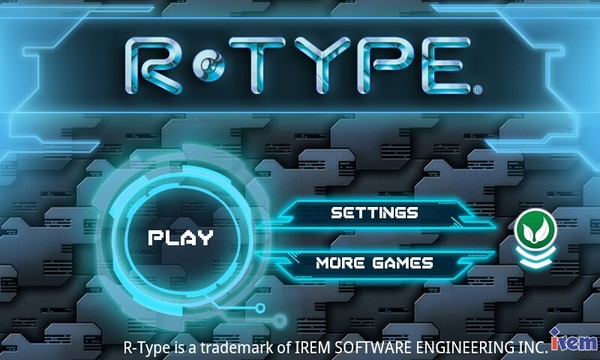 R·TYPE®
PLAY
SETTINGS
MORE GAMES
irem
R-Type is a trademark of IREM SOFTWARE ENGINEERING INC.